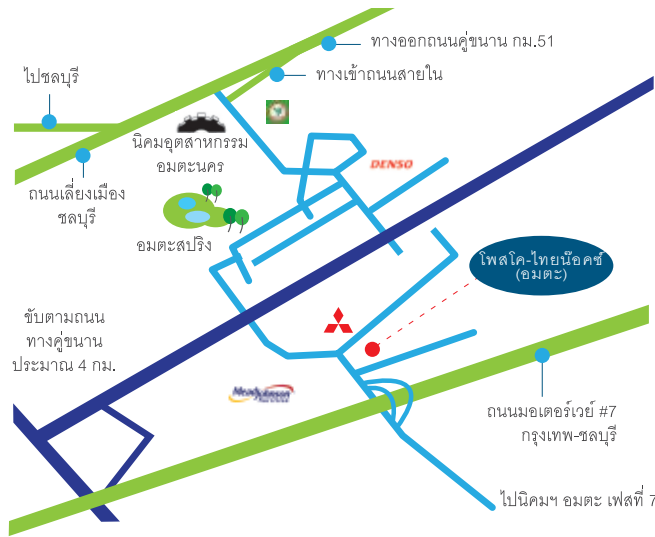 ทางออกถนนคู่ขนาน กม.51
ทางเข้าถนนสายใน
ไปชลบุรี
นิคมอุตสาหกรรม
อมตะนคร
DENSO
ถนนเลี่ยงเมือง
ชลบุรี
อมตะสปริง
โพสโค-ไทยน๊อคซ์
(อมตะ)
ขับตามถนน
ทางคู่ขนาน
ประมาณ 4 กม.
MeadJohnson
ถนนมอเตอร์เวย์ #7
กรุงเทพ-ชลบุรี
ไปนิคมฯ อมตะ เฟสที่ 7